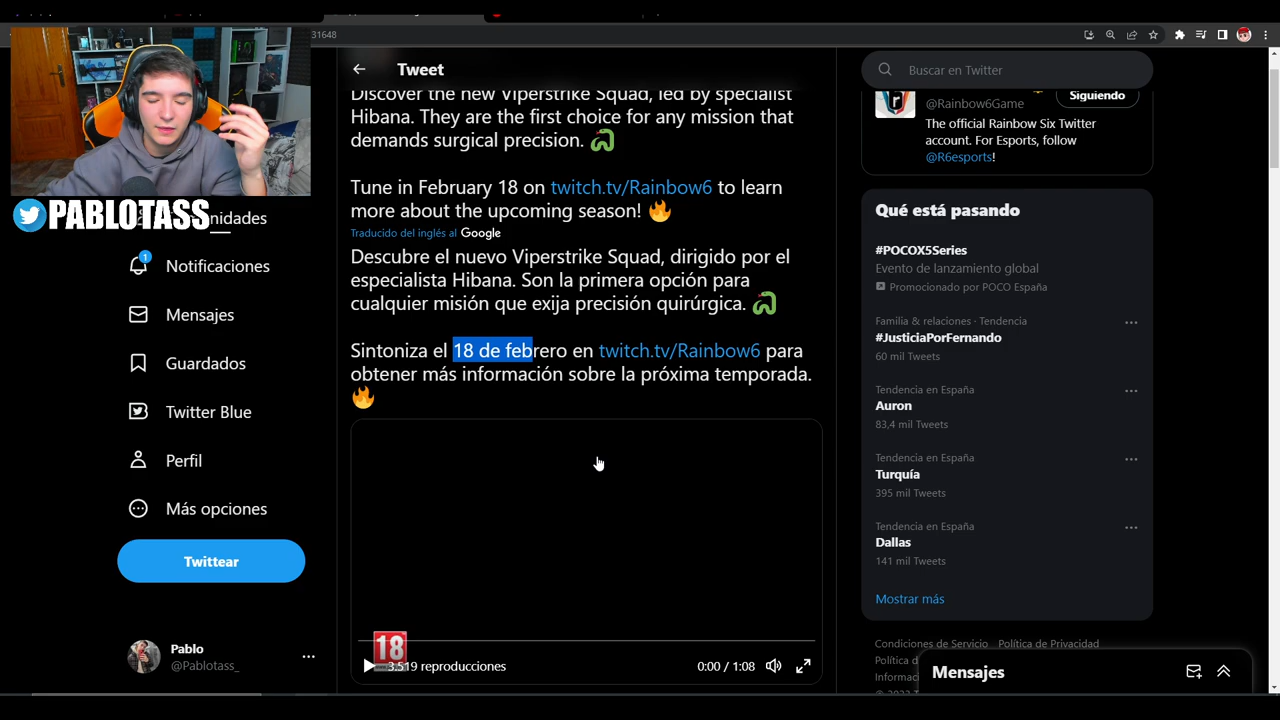 31648
Tweet
Discover the new Viperstrike Squad, led by specialist
Hibana. They are the first choice for any mission that
demands surgical precision.
Tune in February 18 on twitch.tv/Rainbow6 to learn
more about the upcoming season!
Traducido del inglés al Google
Descubre el nuevo Viperstrike Squad, dirigido por el
especialista Hibana. Son la primera opción para
cualquier misión que exija precisión quirúrgica.
Sintoniza el 18 de febrero en twitch.tv/Rainbow6 para
obtener más información sobre la próxima temporada.
18
3.519 reproducciones
0:00 / 1:08
PABLOTASS
nidades
1
Notificaciones
Mensajes
Guardados
Twitter Blue
Perfil
Más opciones
Twittear
Pablo
@Pablotass_
Buscar en Twitter
@Rainbow6Game
Siguiendo
The official Rainbow Six Twitter
account. For Esports, follow
@R6esports!
Qué está pasando
#POCOX5Series
Evento de lanzamiento global
Promocionado por POCO España
Familia & relaciones · Tendencia
#JusticiaPorFernando
60 mil Tweets
Tendencia en España
Auron
83,4 mil Tweets
Tendencia en España
Turquía
395 mil Tweets
Tendencia en España
Dallas
141 mil Tweets
Mostrar más
Condiciones de Servicio Política de Privacidad
Política d
Informac
Mensajes